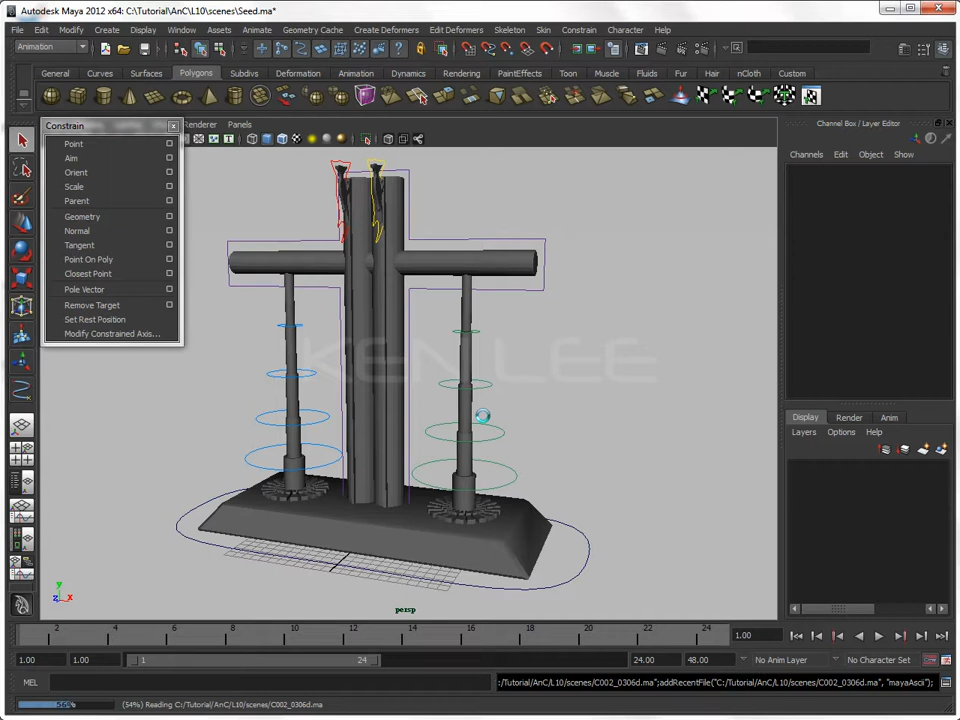 Autodesk Maya 2012 x64: C:\Tutorial\AnC\L10\scenes\Seed.ma*
File Edit Modify Create Display Window Assets Animate Geometry Cache Create Deformers Edit Deformers Skeleton Skin Constrain Character Help
Animation
General Curves Surfaces Polygons Subdivs Deformation Animation Dynamics Rendering PaintEffects Toon Muscle Fluids Fur Hair nCloth Custom
Constrain
Renderer Panels
Channel Box / Layer Editor
Point
Aim
Orient
Scale
Parent
Geometry
Normal
Tangent
Point On Poly
Closest Point
Pole Vector
Remove Target
Set Rest Position
Modify Constrained Axis...
Channels Edit Object Show
KEN LEE
Display Render Anim
Layers Options Help
y
z x
persp
2 4 6 8 10 12 14 16 18 20 22 24
1.00
1.00 1.00 1 24 24.00 48.00 No Anim Layer No Character Set
MEL
:/Tutorial/AnC/L10/scenes/C002_0306d.ma";addRecentFile("C:/Tutorial/AnC/L10/scenes/C002_0306d.ma", "mayaAscii");
56% (54%) Reading C:/Tutorial/AnC/L10/scenes/C002_0306d.ma